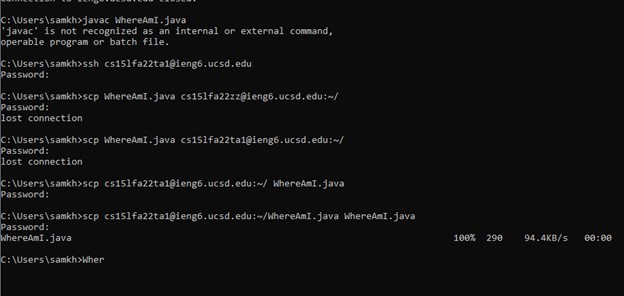 C:\Users\samkh>javac WhereAmI.java
'javac' is not recognized as an internal or external command,
operable program or batch file.
C:\Users\samkh>ssh cs15lfa22ta1@ieng6.ucsd.edu
Password:
C:\Users\samkh>scp WhereAmI.java cs15lfa22zz@ieng6.ucsd.edu:~/
Password:
lost connection
C:\Users\samkh>scp WhereAmI.java cs15lfa22ta1@ieng6.ucsd.edu:~/
Password:
lost connection
C:\Users\samkh>scp cs15lfa22ta1@ieng6.ucsd.edu:~/ WhereAmI.java
Password:
C:\Users\samkh>scp cs15lfa22ta1@ieng6.ucsd.edu:~/WhereAmI.java WhereAmI.java
Password:
WhereAmI.java 100% 290 94.4KB/s 00:00
C:\Users\samkh>Wher